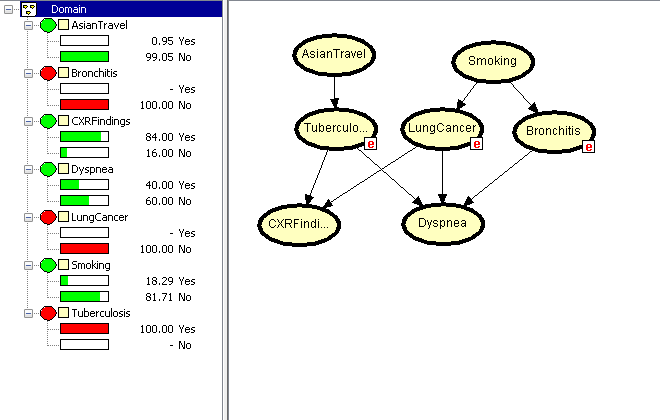 Domain
AsianTravel
0.95 Yes
99.05 No
Bronchitis
- Yes
100.00 No
CXRFindings
84.00 Yes
16.00 No
Dyspnea
40.00 Yes
60.00 No
LungCancer
- Yes
100.00 No
Smoking
18.29 Yes
81.71 No
Tuberculosis
100.00 Yes
- No
AsianTravel
Smoking
Tuberculo...
e
LungCancer
e
Bronchitis
e
CXRFindi...
Dyspnea